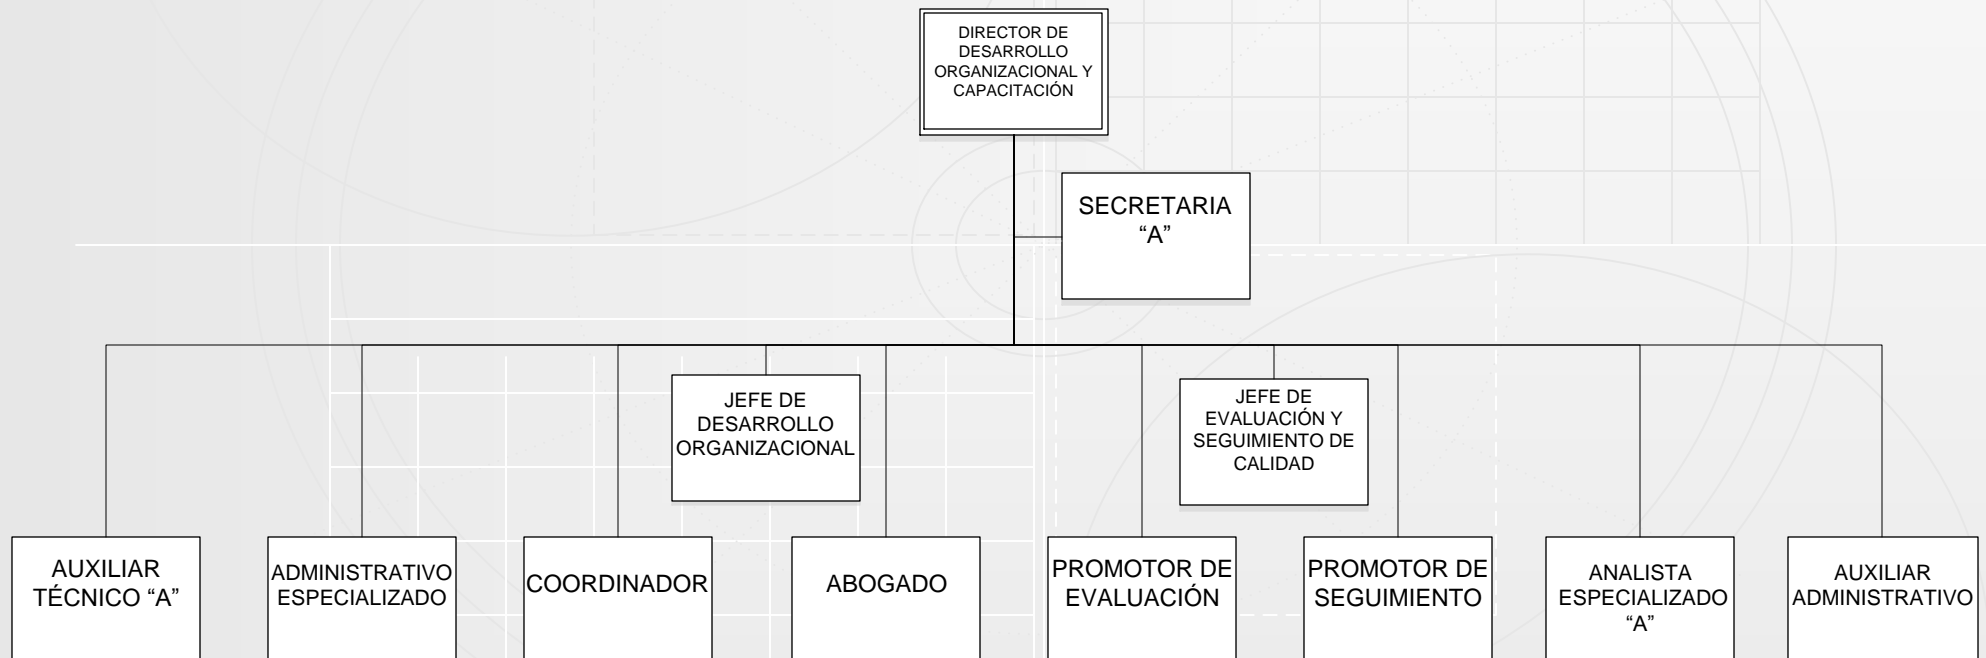 DIRECTOR DE
DESARROLLO
ORGANIZACIONAL Y
CAPACITACIÓN
SECRETARIA
“A”
JEFE DE
DESARROLLO
ORGANIZACIONAL
JEFE DE
EVALUACIÓN Y
SEGUIMIENTO DE
CALIDAD
AUXILIAR
TÉCNICO “A”
ADMINISTRATIVO
ESPECIALIZADO
COORDINADOR
ABOGADO
PROMOTOR DE
EVALUACIÓN
PROMOTOR DE
SEGUIMIENTO
ANALISTA
ESPECIALIZADO
“A”
AUXILIAR
ADMINISTRATIVO